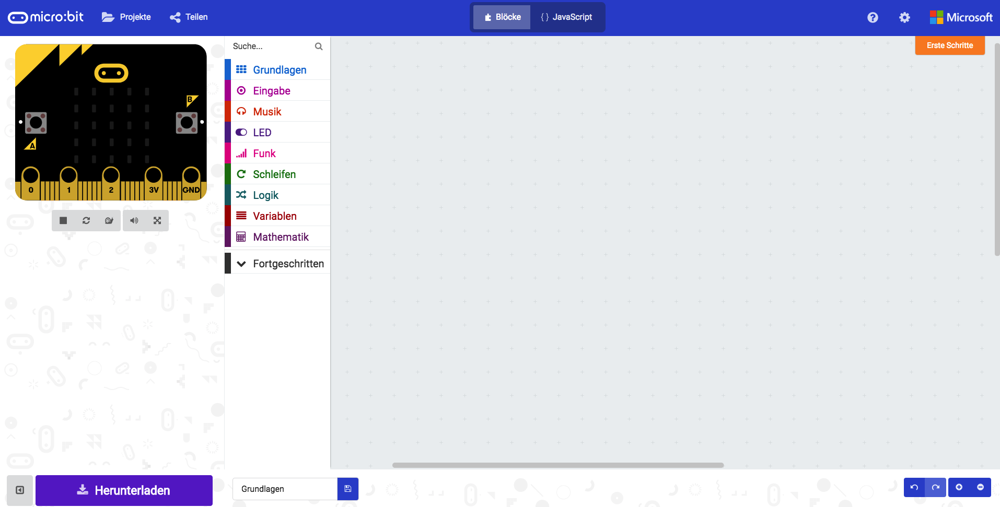 micro:bit
Projekte
Teilen
Blöcke
{ } JavaScript
?
Microsoft
Erste Schritte
Suche...
Grundlagen
Eingabe
Musik
LED
Funk
Schleifen
Logik
Variablen
Mathematik
Fortgeschritten
B
A
0 1 2 3V GND
Herunterladen
Grundlagen